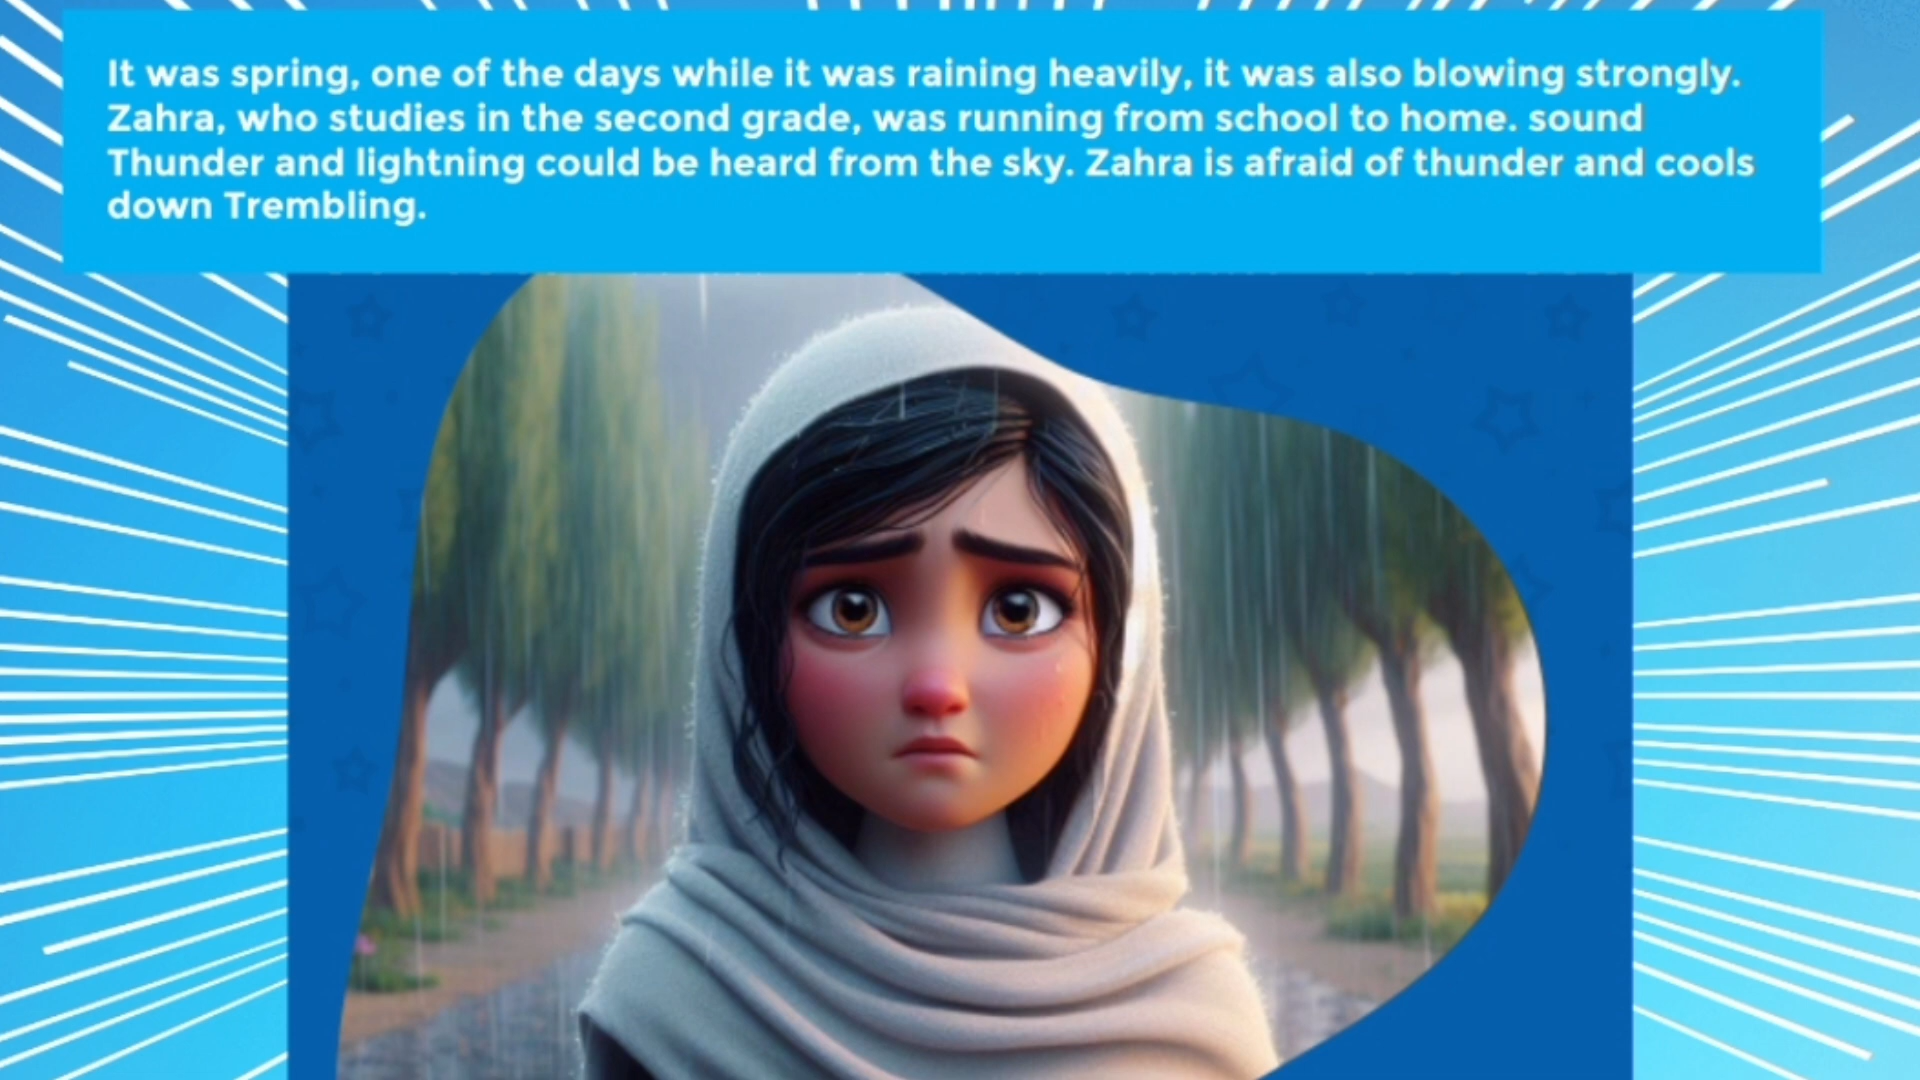 It was spring, one of the days while it was raining heavily, it was also blowing strongly.
Zahra, who studies in the second grade, was running from school to home. sound
Thunder and lightning could be heard from the sky. Zahra is afraid of thunder and cools
down Trembling.